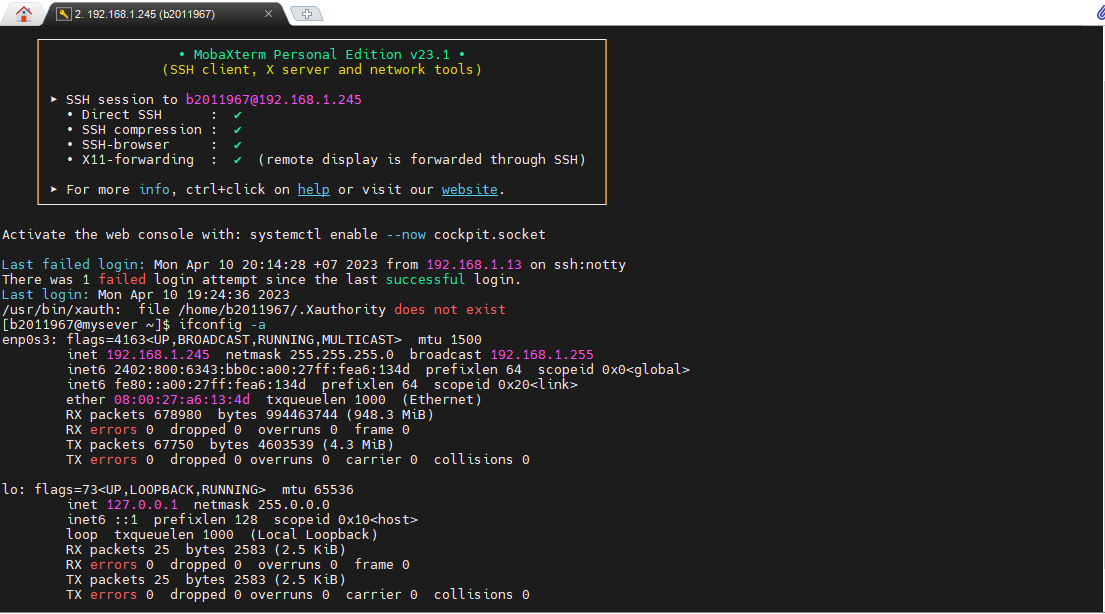 2. 192.168.1.245 (b2011967)
• MobaXterm Personal Edition v23.1 •
(SSH client, X server and network tools)
➤ SSH session to b2011967@192.168.1.245
• Direct SSH      :  ✔
• SSH compression :  ✔
• SSH-browser     :  ✔
• X11-forwarding  :  ✔  (remote display is forwarded through SSH)
➤ For more info, ctrl+click on help or visit our website.
Activate the web console with: systemctl enable --now cockpit.socket
Last failed login: Mon Apr 10 20:14:28 +07 2023 from 192.168.1.13 on ssh:notty
There was 1 failed login attempt since the last successful login.
Last login: Mon Apr 10 19:24:36 2023
/usr/bin/xauth:  file /home/b2011967/.Xauthority does not exist
[b2011967@mysever ~]$ ifconfig -a
enp0s3: flags=4163<UP,BROADCAST,RUNNING,MULTICAST>  mtu 1500
        inet 192.168.1.245  netmask 255.255.255.0  broadcast 192.168.1.255
        inet6 2402:800:6343:bb0c:a00:27ff:fea6:134d  prefixlen 64  scopeid 0x0<global>
        inet6 fe80::a00:27ff:fea6:134d  prefixlen 64  scopeid 0x20<link>
        ether 08:00:27:a6:13:4d  txqueuelen 1000  (Ethernet)
        RX packets 678980  bytes 994463744 (948.3 MiB)
        RX errors 0  dropped 0  overruns 0  frame 0
        TX packets 67750  bytes 4603539 (4.3 MiB)
        TX errors 0  dropped 0 overruns 0  carrier 0  collisions 0
lo: flags=73<UP,LOOPBACK,RUNNING>  mtu 65536
        inet 127.0.0.1  netmask 255.0.0.0
        inet6 ::1  prefixlen 128  scopeid 0x10<host>
        loop  txqueuelen 1000  (Local Loopback)
        RX packets 25  bytes 2583 (2.5 KiB)
        RX errors 0  dropped 0  overruns 0  frame 0
        TX packets 25  bytes 2583 (2.5 KiB)
        TX errors 0  dropped 0 overruns 0  carrier 0  collisions 0